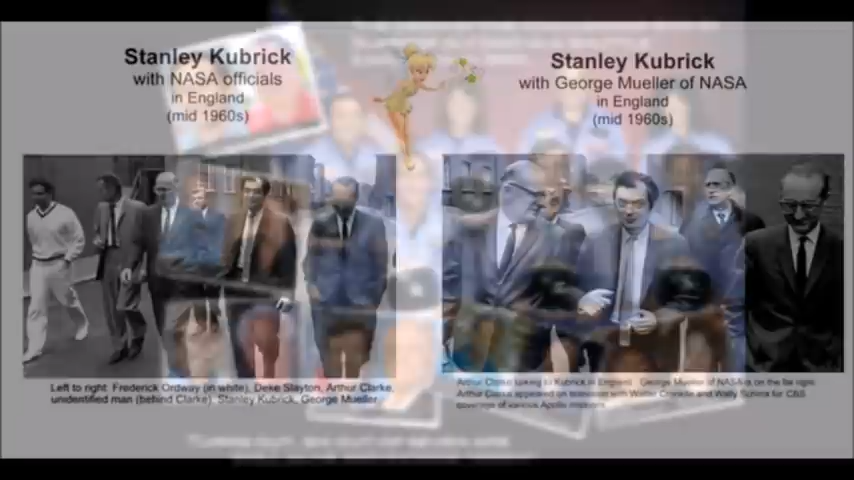 Stanley Kubrick
with NASA officials
in England
(mid 1960s)
Stanley Kubrick
with George Mueller of NASA
in England
(mid 1960s)
Left to right: Frederick Ordway (in white), Deke Slayton, Arthur Clarke,
unidentified man (behind Clarke), Stanley Kubrick, George Mueller
Arthur Clarke talking to Kubrick in England. George Mueller of NASA is on the far right.
Arthur Clarke appeared on television with Walter Cronkite and Wally Schirra for CBS
coverage of various Apollo missions.